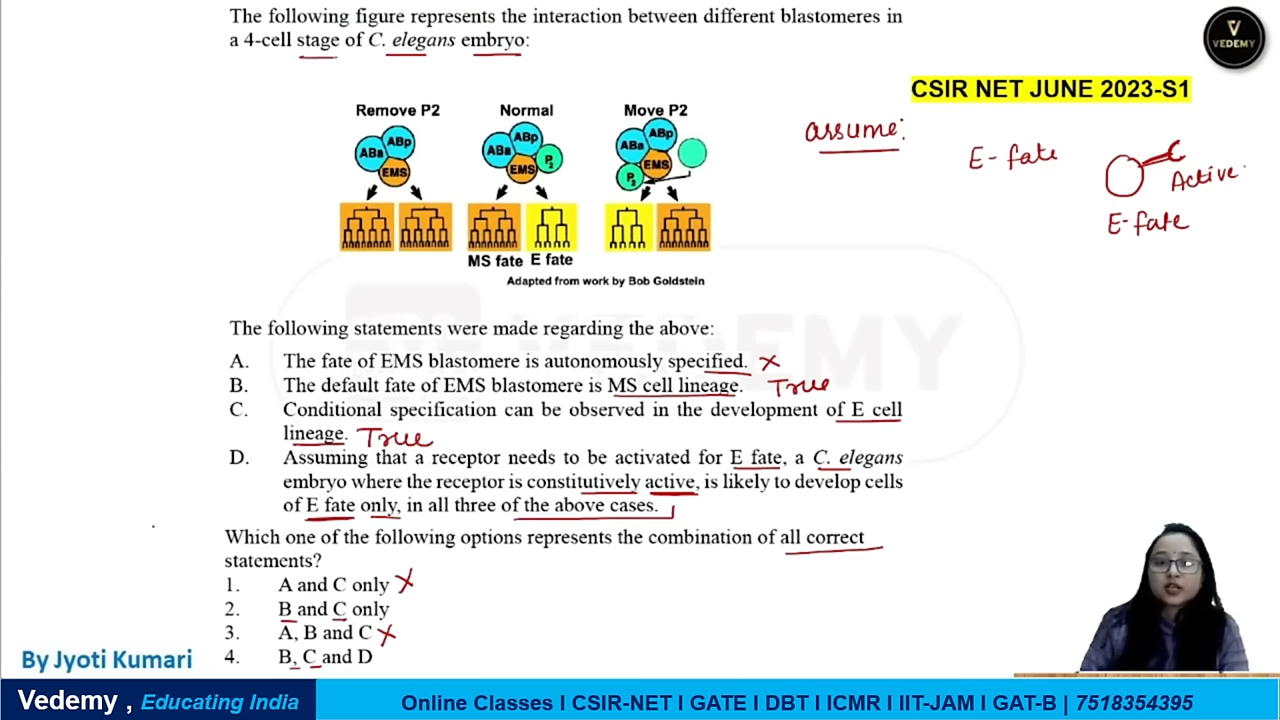 The following figure represents the interaction between different blastomeres in
a 4-cell stage of C. elegans embryo:
V
VEDEMY
CSIR NET JUNE 2023-S1
Remove P2 Normal Move P2
assume:
E-fate
Active
E-fate
ABa ABp EMS
ABa ABp EMS P2
ABa ABp EMS P2
MS fate E fate
Adapted from work by Bob Goldstein
VEDEMY
The following statements were made regarding the above:
A. The fate of EMS blastomere is autonomously specified. ×
B. The default fate of EMS blastomere is MS cell lineage. True
C. Conditional specification can be observed in the development of E cell
lineage. True
D. Assuming that a receptor needs to be activated for E fate, a C. elegans
embryo where the receptor is constitutively active, is likely to develop cells
of E fate only, in all three of the above cases.
Which one of the following options represents the combination of all correct
statements?
1. A and C only ×
2. B and C only
3. A, B and C ×
4. B, C and D
By Jyoti Kumari
Vedemy , Educating India
Online Classes I CSIR-NET I GATE I DBT I ICMR I IIT-JAM I GAT-B | 7518354395